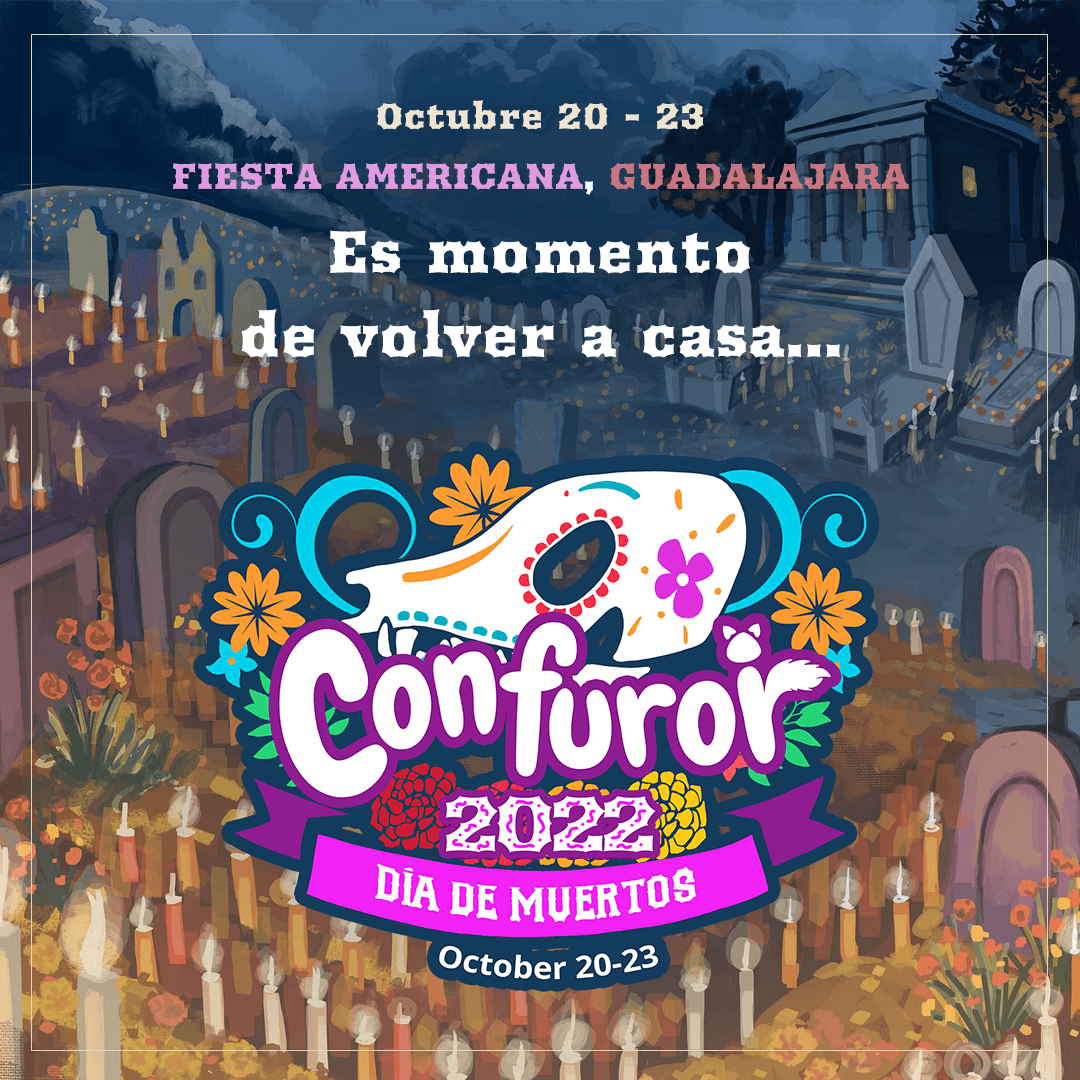 Octubre 20 - 23
FIESTA AMERICANA, GUADALAJARA
Es momento
de volver a casa...
Confuror
2022
DÍA DE MUERTOS
October 20-23